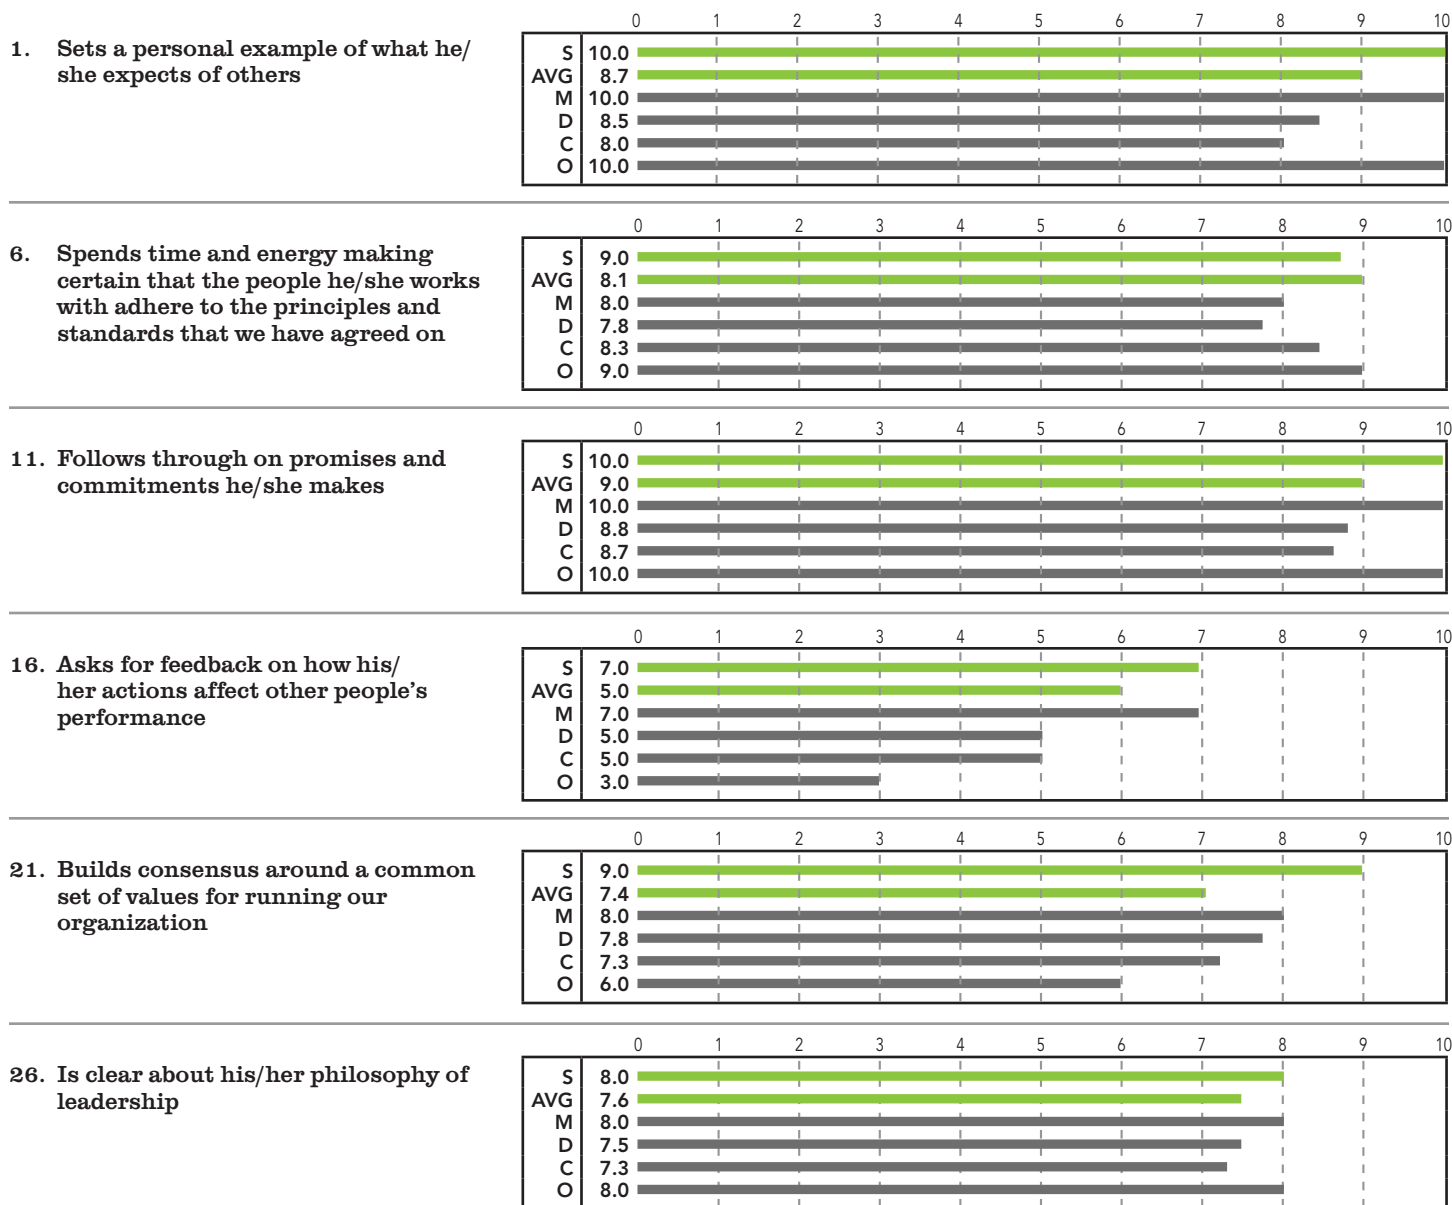 0 1 2 3 4 5 6 7 8 9 10
1. Sets a personal example of what he/
she expects of others
S 10.0
AVG 8.7
M 10.0
D 8.5
C 8.0
O 10.0
0 1 2 3 4 5 6 7 8 9 10
6. Spends time and energy making
certain that the people he/she works
with adhere to the principles and
standards that we have agreed on
S 9.0
AVG 8.1
M 8.0
D 7.8
C 8.3
O 9.0
0 1 2 3 4 5 6 7 8 9 10
11. Follows through on promises and
commitments he/she makes
S 10.0
AVG 9.0
M 10.0
D 8.8
C 8.7
O 10.0
0 1 2 3 4 5 6 7 8 9 10
16. Asks for feedback on how his/
her actions affect other people's
performance
S 7.0
AVG 5.0
M 7.0
D 5.0
C 5.0
O 3.0
0 1 2 3 4 5 6 7 8 9 10
21. Builds consensus around a common
set of values for running our
organization
S 9.0
AVG 7.4
M 8.0
D 7.8
C 7.3
O 6.0
0 1 2 3 4 5 6 7 8 9 10
26. Is clear about his/her philosophy of
leadership
S 8.0
AVG 7.6
M 8.0
D 7.5
C 7.3
O 8.0